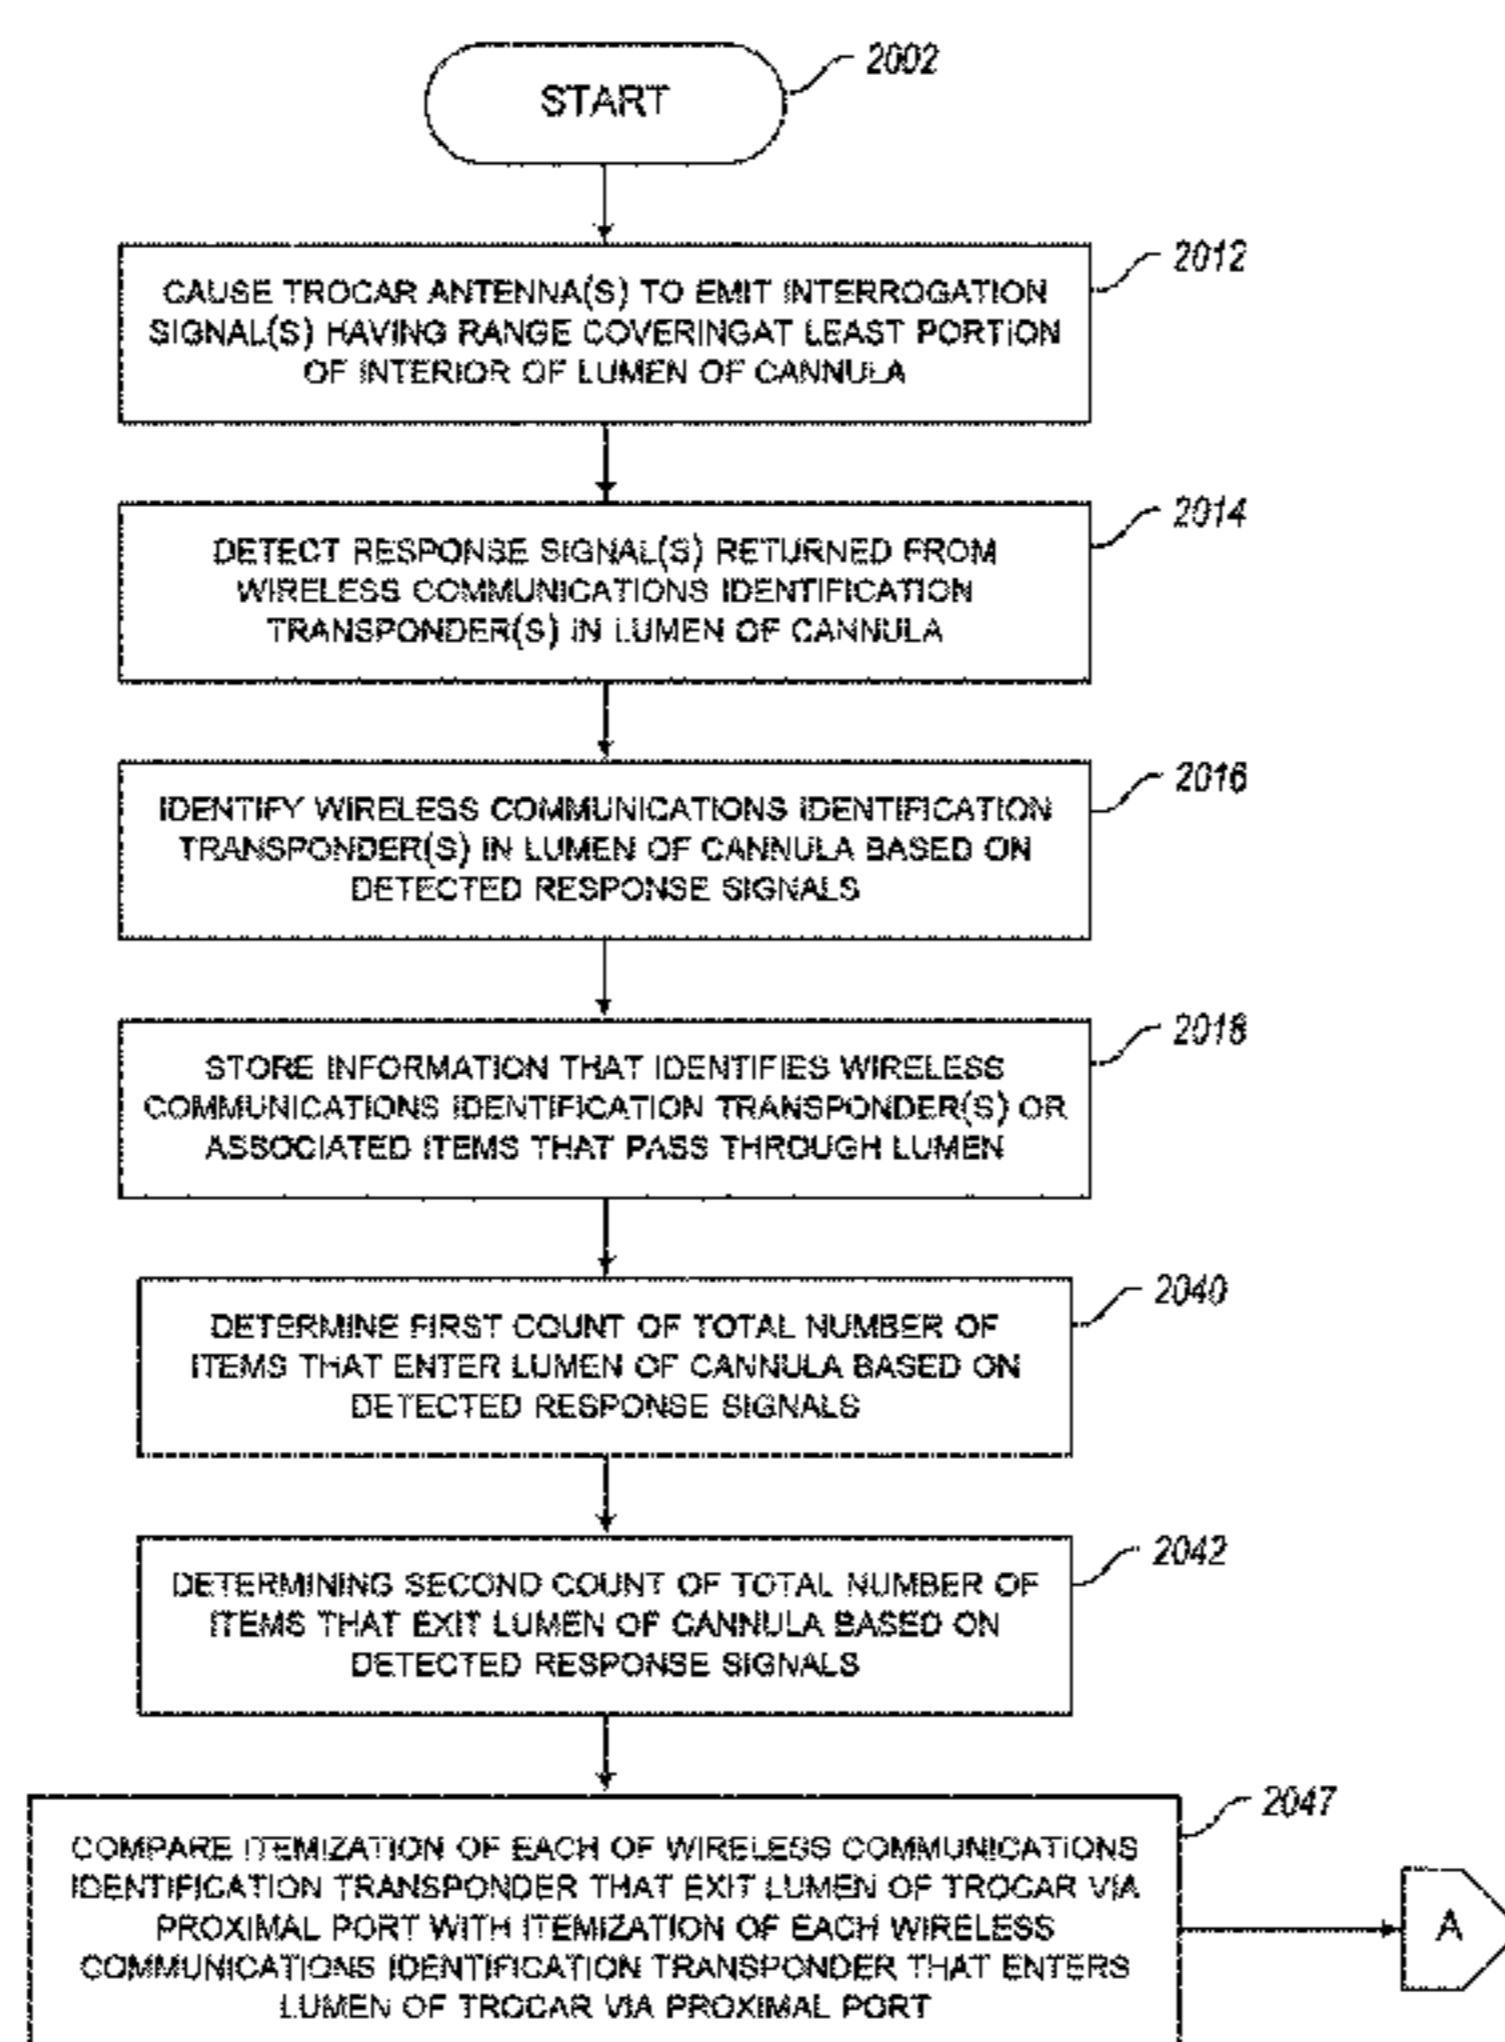 START
2002
CAUSE TROCAR ANTENNA(S) TO EMIT INTERROGATION
SIGNAL(S) HAVING RANGE COVERINGAT LEAST PORTION
OF INTERIOR OF LUMEN OF CANNULA
2012
DETECT RESPONSE SIGNAL(S) RETURNED FROM
WIRELESS COMMUNICATIONS IDENTIFICATION
TRANSPONDER(S) IN LUMEN OF CANNULA
2014
IDENTIFY WIRELESS COMMUNICATIONS IDENTIFICATION
TRANSPONDER(S) IN LUMEN OF CANNULA BASED ON
DETECTED RESPONSE SIGNALS
2016
STORE INFORMATION THAT IDENTIFIES WIRELESS
COMMUNICATIONS IDENTIFICATION TRANSPONDER(S) OR
ASSOCIATED ITEMS THAT PASS THROUGH LUMEN
2018
DETERMINE FIRST COUNT OF TOTAL NUMBER OF
ITEMS THAT ENTER LUMEN OF CANNULA BASED ON
DETECTED RESPONSE SIGNALS
2040
DETERMINING SECOND COUNT OF TOTAL NUMBER OF
ITEMS THAT EXIT LUMEN OF CANNULA BASED ON
DETECTED RESPONSE SIGNALS
2042
COMPARE ITEMIZATION OF EACH OF WIRELESS COMMUNICATIONS
IDENTIFICATION TRANSPONDER THAT EXIT LUMEN OF TROCAR VIA
PROXIMAL PORT WITH ITEMIZATION OF EACH WIRELESS
COMMUNICATIONS IDENTIFICATION TRANSPONDER THAT ENTERS
LUMEN OF TROCAR VIA PROXIMAL PORT
2047
A